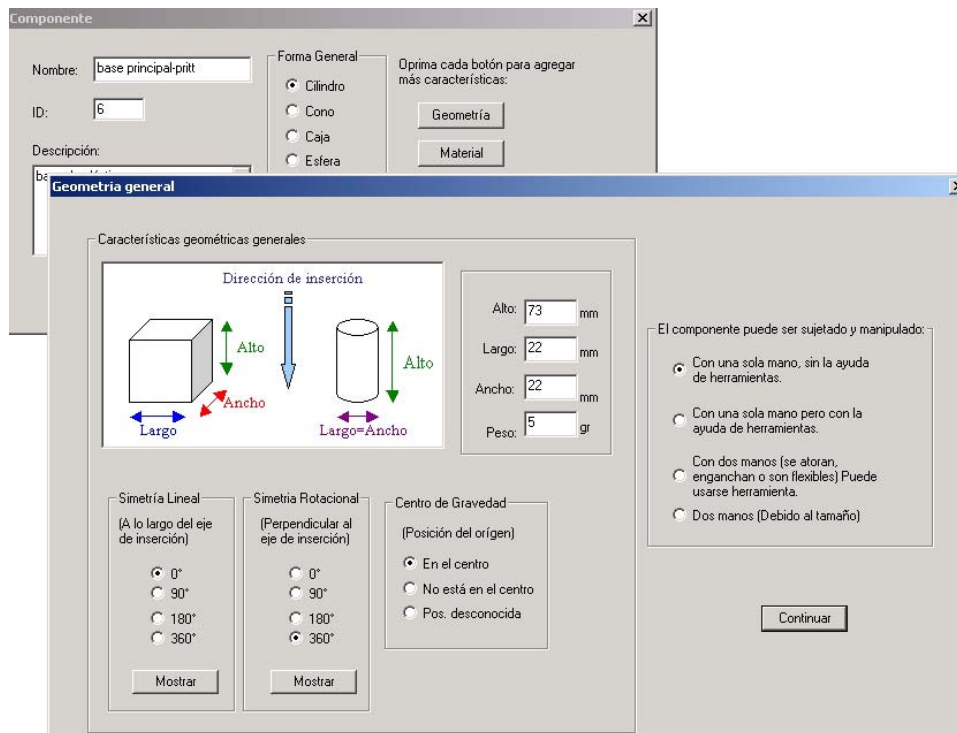 Componente
Nombre:
base principal-pritt
ID:
6
Descripción:
Forma General
Cilindro
Cono
Caja
Esfera
Oprima cada botón para agregar
más características:
Geometría
Material
Geometria general
Características geométricas generales
Dirección de inserción
Alto
Ancho
Largo
Alto
Largo=Ancho
Alto:
73
mm
Largo:
22
mm
Ancho:
22
mm
Peso:
5
gr
El componente puede ser sujetado y manipulado:
Con una sola mano, sin la ayuda
de herramientas.
Con una sola mano pero con la
ayuda de herramientas.
Con dos manos (se atoran,
enganchan o son flexibles) Puede
usarse herramienta.
Dos manos (Debido al tamaño)
Simetría Lineal
(A lo largo del eje
de inserción)
0°
90°
180°
360°
Mostrar
Simetria Rotacional
(Perpendicular al
eje de inserción)
0°
90°
180°
360°
Mostrar
Centro de Gravedad
(Posición del orígen)
En el centro
No está en el centro
Pos. desconocida
Continuar